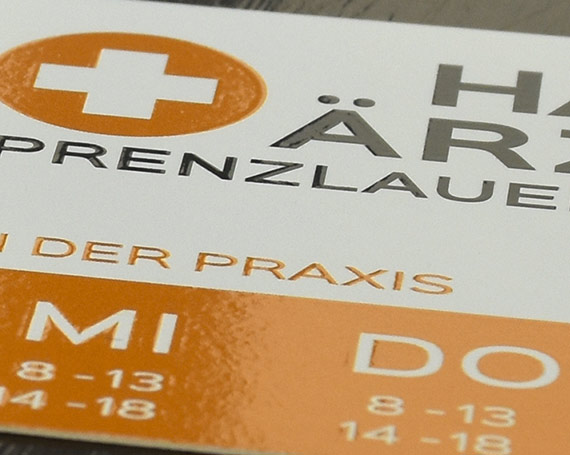 HA
ÄRZ
PRENZLAUE
N DER PRAXIS
MI DO
8 - 13 8 - 13
14 - 18 14 - 18